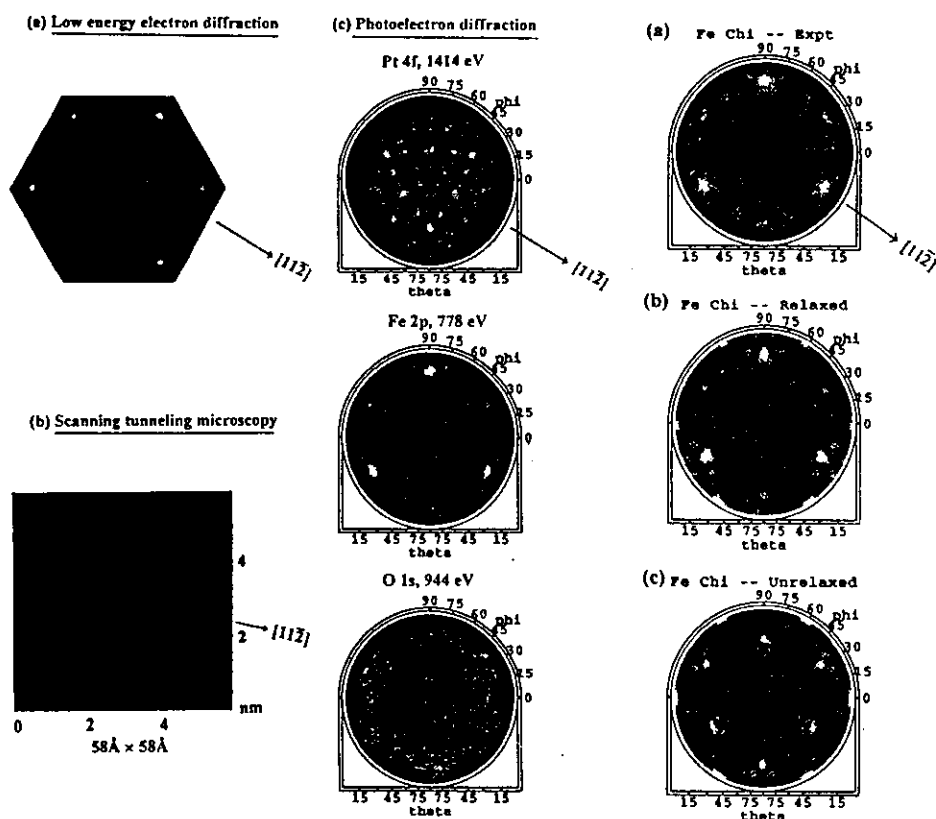 (a) Low energy electron diffraction
[112̄]
(b) Scanning tunneling microscopy
4
2
[112̄]
nm
0 2 4
58Å × 58Å
(c) Photoelectron diffraction
Pt 4f, 1414 eV
90 75 60 phi
45
30
15
0
[112̄]
15 45 75 75 45 15
theta
Fe 2p, 778 eV
90 75 60 phi
45
30
15
0
15 45 75 75 45 15
theta
O 1s, 944 eV
90 75 60 phi
45
30
15
0
15 45 75 75 45 15
theta
(a) Fe Chi -- Expt
90 75 60 phi
45
30
15
0
[112̄]
15 45 75 75 45 15
theta
(b) Fe Chi -- Relaxed
90 75 60 phi
45
30
15
0
15 45 75 75 45 15
theta
(c) Fe Chi -- Unrelaxed
90 75 60 phi
45
30
15
0
15 45 75 75 45 15
theta